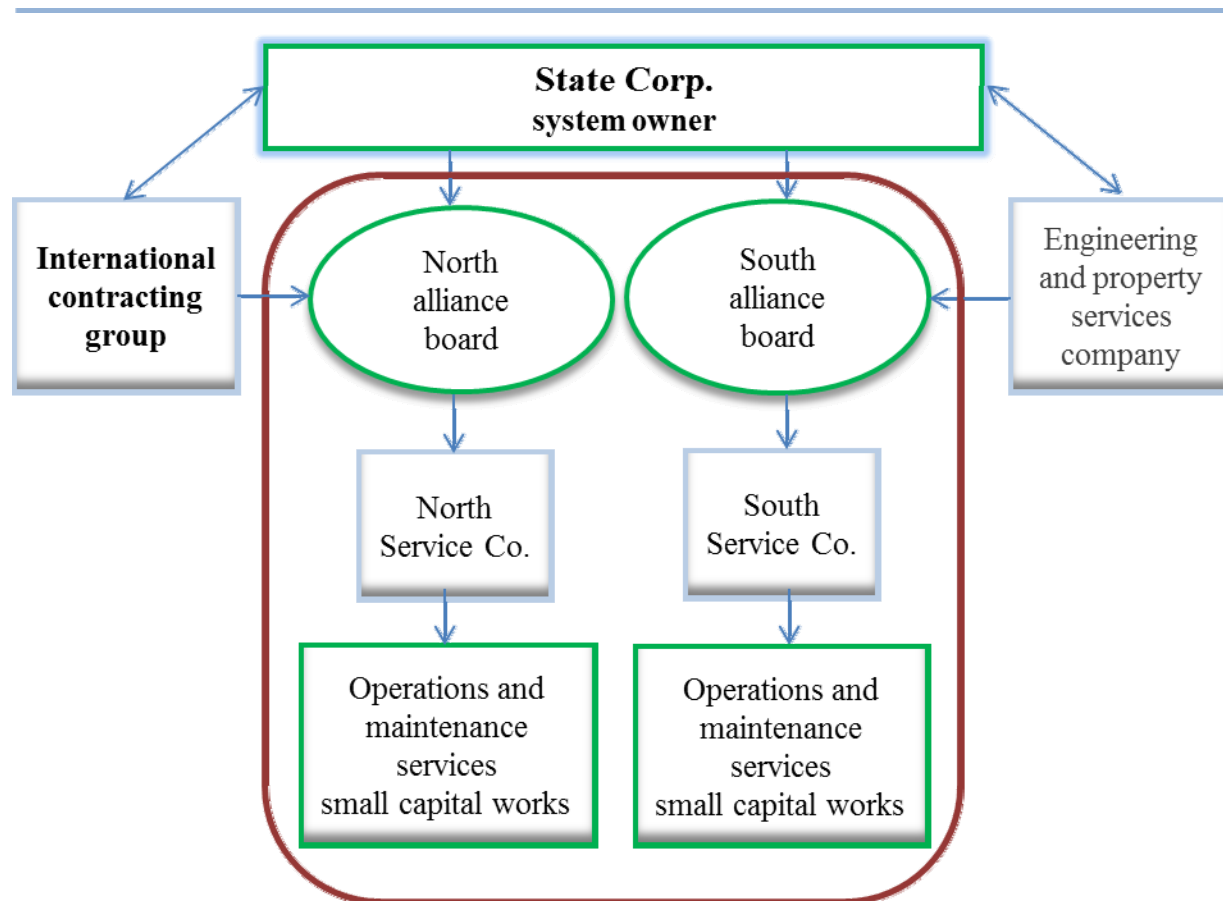 State Corp.
system owner
International
contracting
group
North
alliance
board
South
alliance
board
Engineering
and property
services
company
North
Service Co.
South
Service Co.
Operations and
maintenance
services
small capital works
Operations and
maintenance
services
small capital works